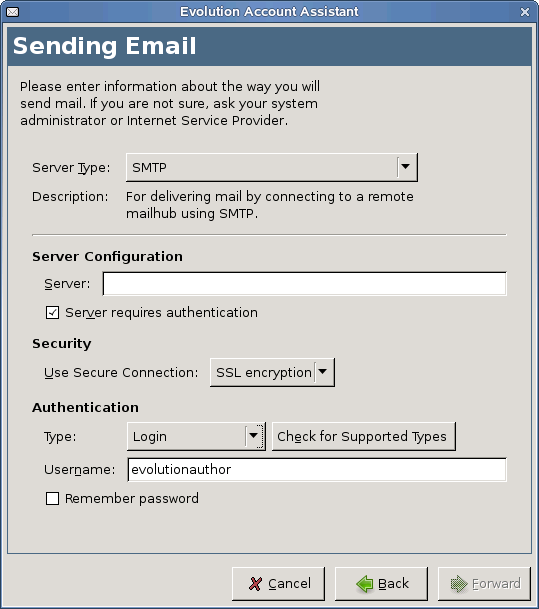 Evolution Account Assistant
Sending Email
Please enter information about the way you will
send mail. If you are not sure, ask your system
administrator or Internet Service Provider.
Server Type: SMTP
Description: For delivering mail by connecting to a remote
mailhub using SMTP.
Server Configuration
Server:
Server requires authentication
Security
Use Secure Connection: SSL encryption
Authentication
Type: Login Check for Supported Types
Username: evolutionauthor
Remember password
Cancel Back Forward